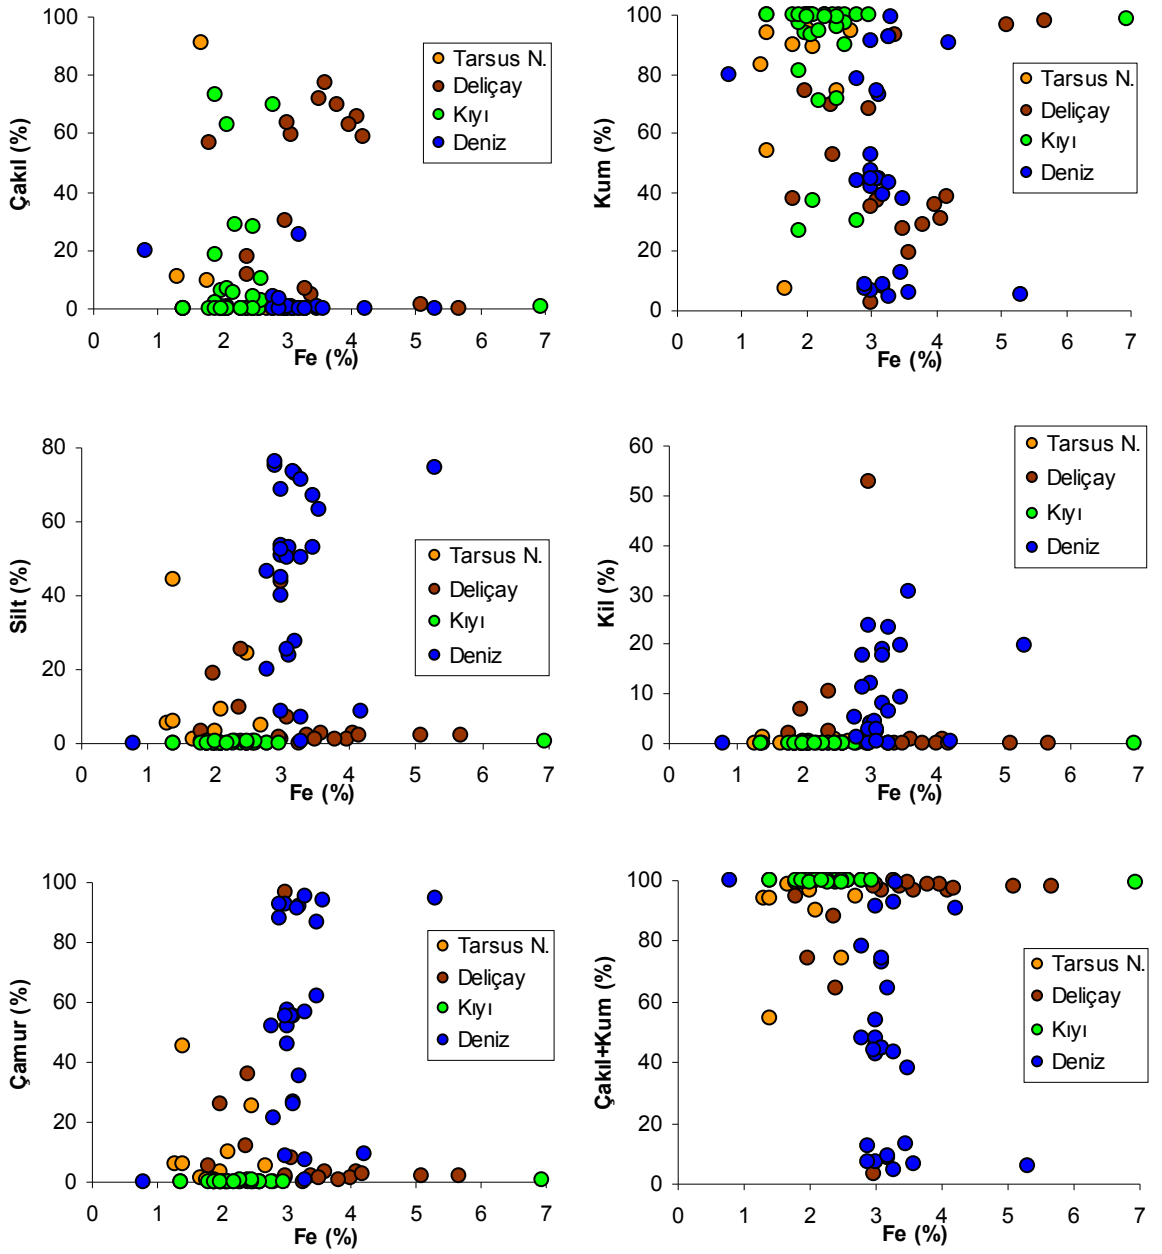 Çakıl (%)
100
80
60
40
20
0
0 1 2 3 4 5 6 7
Fe (%)
Tarsus N.
Deliçay
Kıyı
Deniz
Kum (%)
100
80
60
40
20
0
0 1 2 3 4 5 6 7
Fe (%)
Tarsus N.
Deliçay
Kıyı
Deniz
Silt (%)
80
60
40
20
0
0 1 2 3 4 5 6 7
Fe (%)
Tarsus N.
Deliçay
Kıyı
Deniz
Kil (%)
60
50
40
30
20
10
0
0 1 2 3 4 5 6 7
Fe (%)
Tarsus N.
Deliçay
Kıyı
Deniz
Çamur (%)
100
80
60
40
20
0
0 1 2 3 4 5 6 7
Fe (%)
Tarsus N.
Deliçay
Kıyı
Deniz
Çakıl+Kum (%)
100
80
60
40
20
0
0 1 2 3 4 5 6 7
Fe (%)
Tarsus N.
Deliçay
Kıyı
Deniz